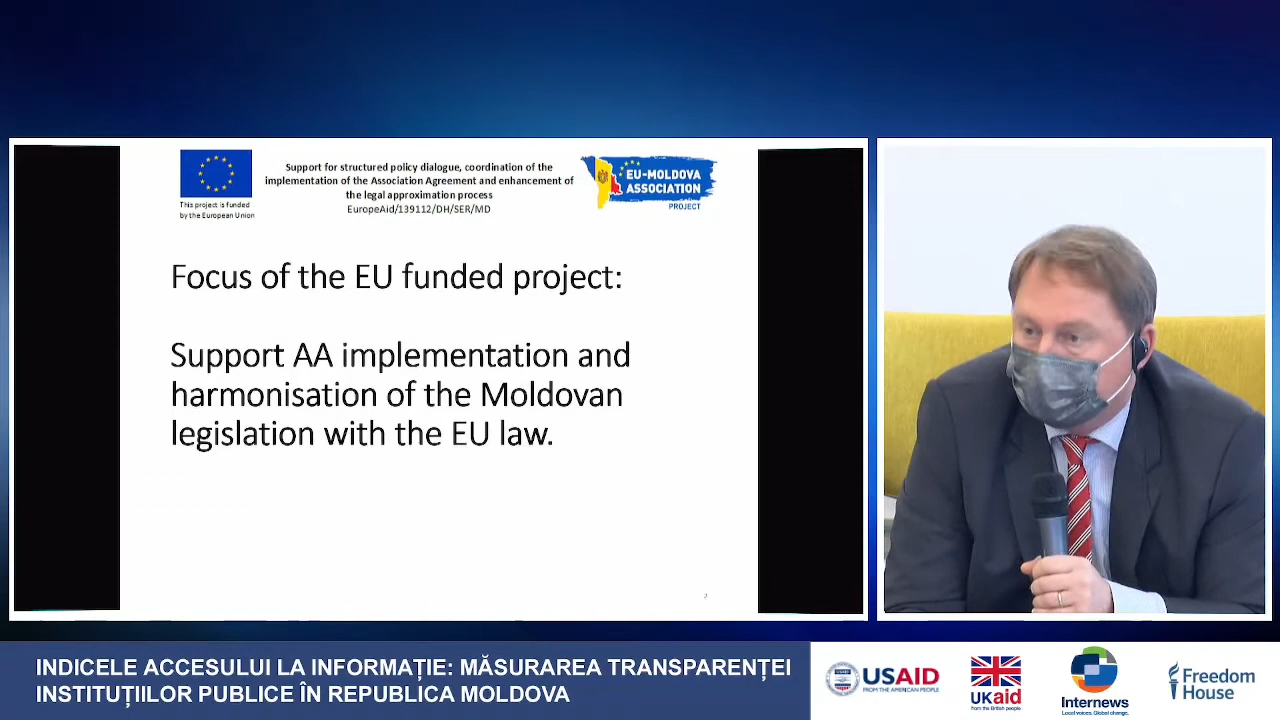 This project is funded
by the European Union
Support for structured policy dialogue, coordination of the
implementation of the Association Agreement and enhancement of
the legal approximation process
EuropeAid/139112/DH/SER/MD
EU-MOLDOVA
ASSOCIATION
PROJECT
Focus of the EU funded project:
Support AA implementation and
harmonisation of the Moldovan
legislation with the EU law.
INDICELE ACCESULUI LA INFORMAȚIE: MĂSURAREA TRANSPARENȚEI
INSTITUȚIILOR PUBLICE ÎN REPUBLICA MOLDOVA
USAID
FROM THE AMERICAN PEOPLE
UKaid
from the British people
Internews
Local voices. Global change.
Freedom
House